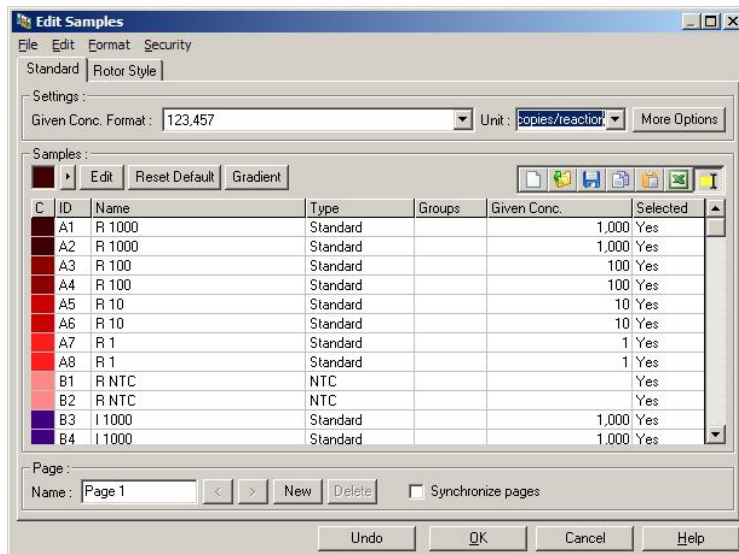 Edit Samples
File Edit Format Security
Standard Rotor Style
Settings :
Given Conc. Format : 123,457 Unit : copies/reaction More Options
Samples :
Edit Reset Default Gradient
C ID Name Type Groups Given Conc. Selected
A1 R 1000 Standard 1,000 Yes
A2 R 1000 Standard 1,000 Yes
A3 R 100 Standard 100 Yes
A4 R 100 Standard 100 Yes
A5 R 10 Standard 10 Yes
A6 R 10 Standard 10 Yes
A7 R 1 Standard 1 Yes
A8 R 1 Standard 1 Yes
B1 R NTC NTC Yes
B2 R NTC NTC Yes
B3 I 1000 Standard 1,000 Yes
B4 I 1000 Standard 1,000 Yes
Page :
Name : Page 1 < > New Delete Synchronize pages
Undo OK Cancel Help